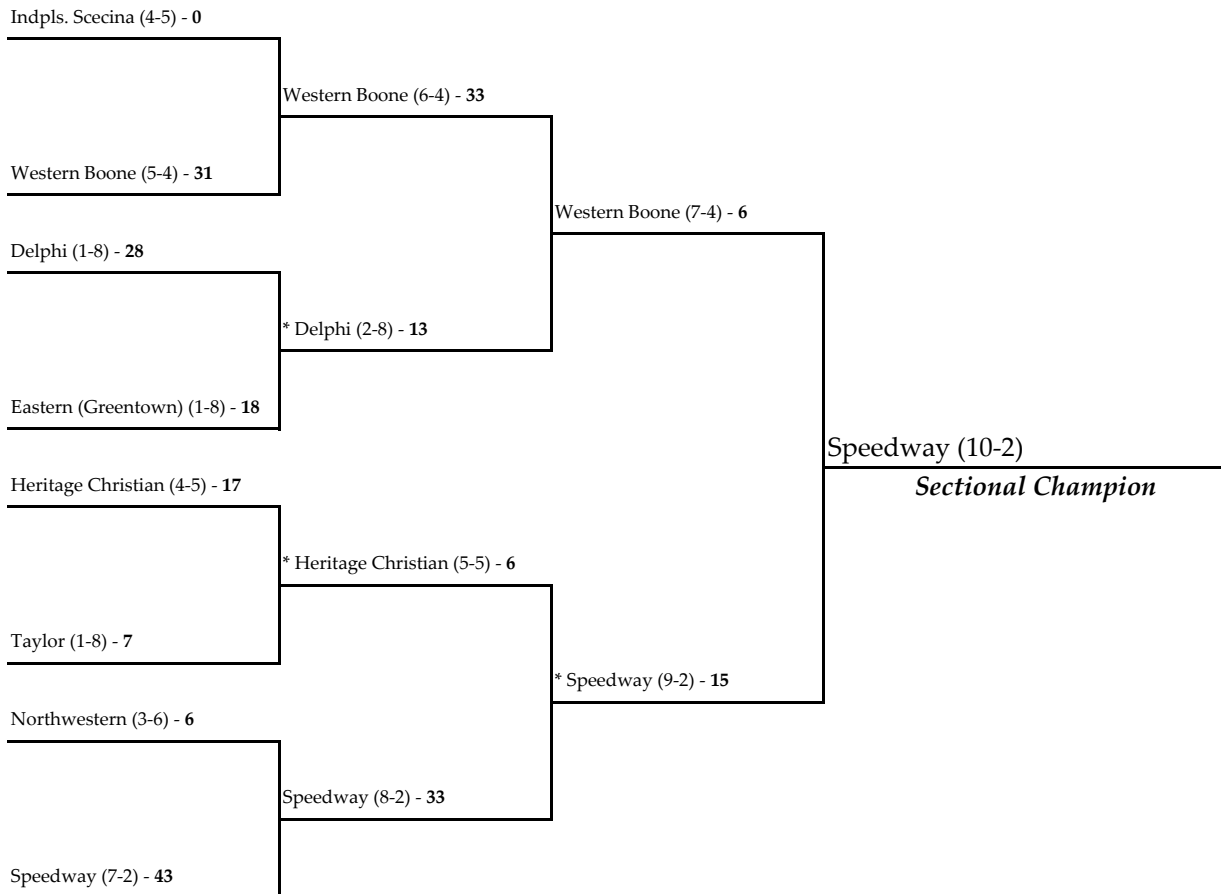 Indpls. Scecina (4-5) - 0
Western Boone (6-4) - 33
Western Boone (5-4) - 31
Western Boone (7-4) - 6
Delphi (1-8) - 28
* Delphi (2-8) - 13
Eastern (Greentown) (1-8) - 18
Speedway (10-2)
Sectional Champion
Heritage Christian (4-5) - 17
* Heritage Christian (5-5) - 6
Taylor (1-8) - 7
* Speedway (9-2) - 15
Northwestern (3-6) - 6
Speedway (8-2) - 33
Speedway (7-2) - 43